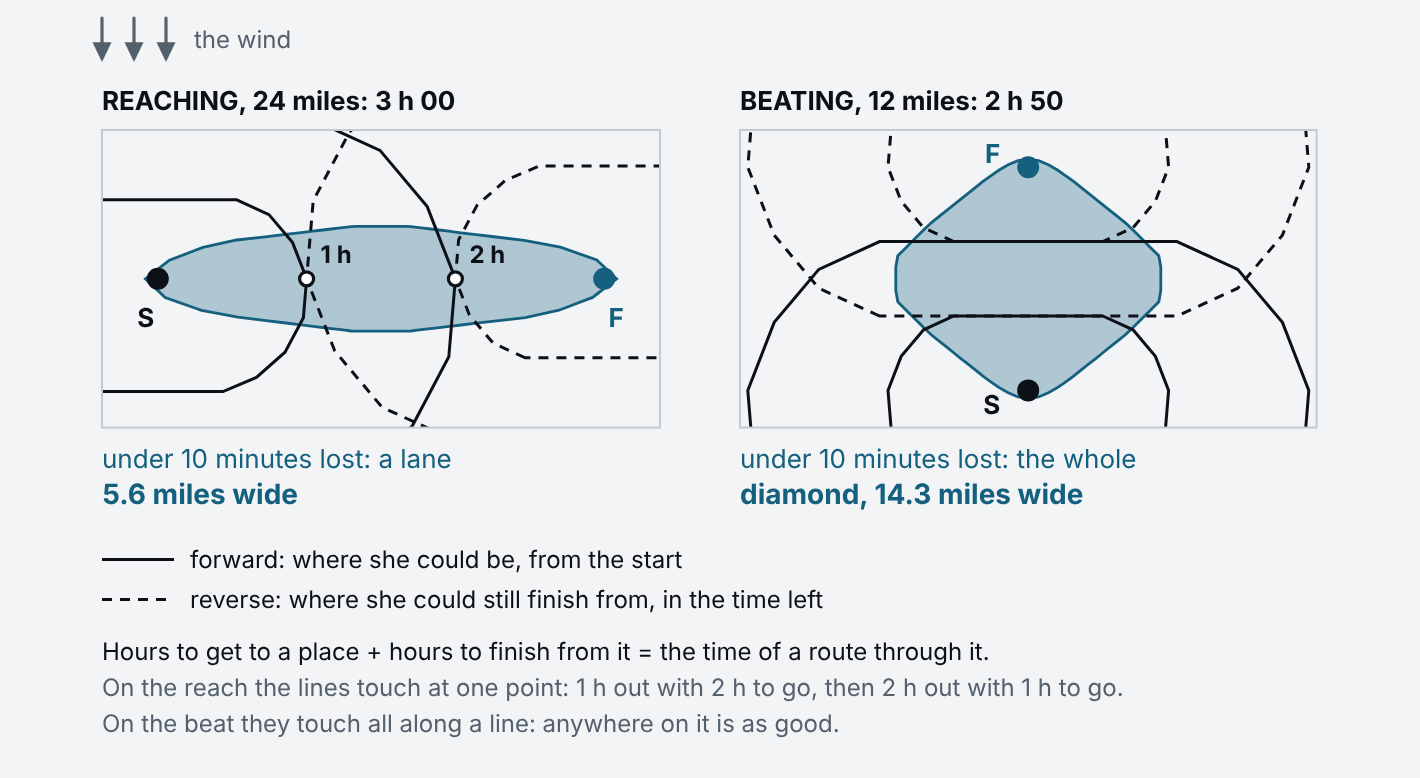 the wind
REACHING, 24 miles: 3 h 00
1 h
2 h
S
F
under 10 minutes lost: a lane
5.6 miles wide
BEATING, 12 miles: 2 h 50
F
S
under 10 minutes lost: the whole
diamond, 14.3 miles wide
forward: where she could be, from the start
reverse: where she could still finish from, in the time left
Hours to get to a place + hours to finish from it = the time of a route through it.
On the reach the lines touch at one point: 1 h out with 2 h to go, then 2 h out with 1 h to go.
On the beat they touch all along a line: anywhere on it is as good.